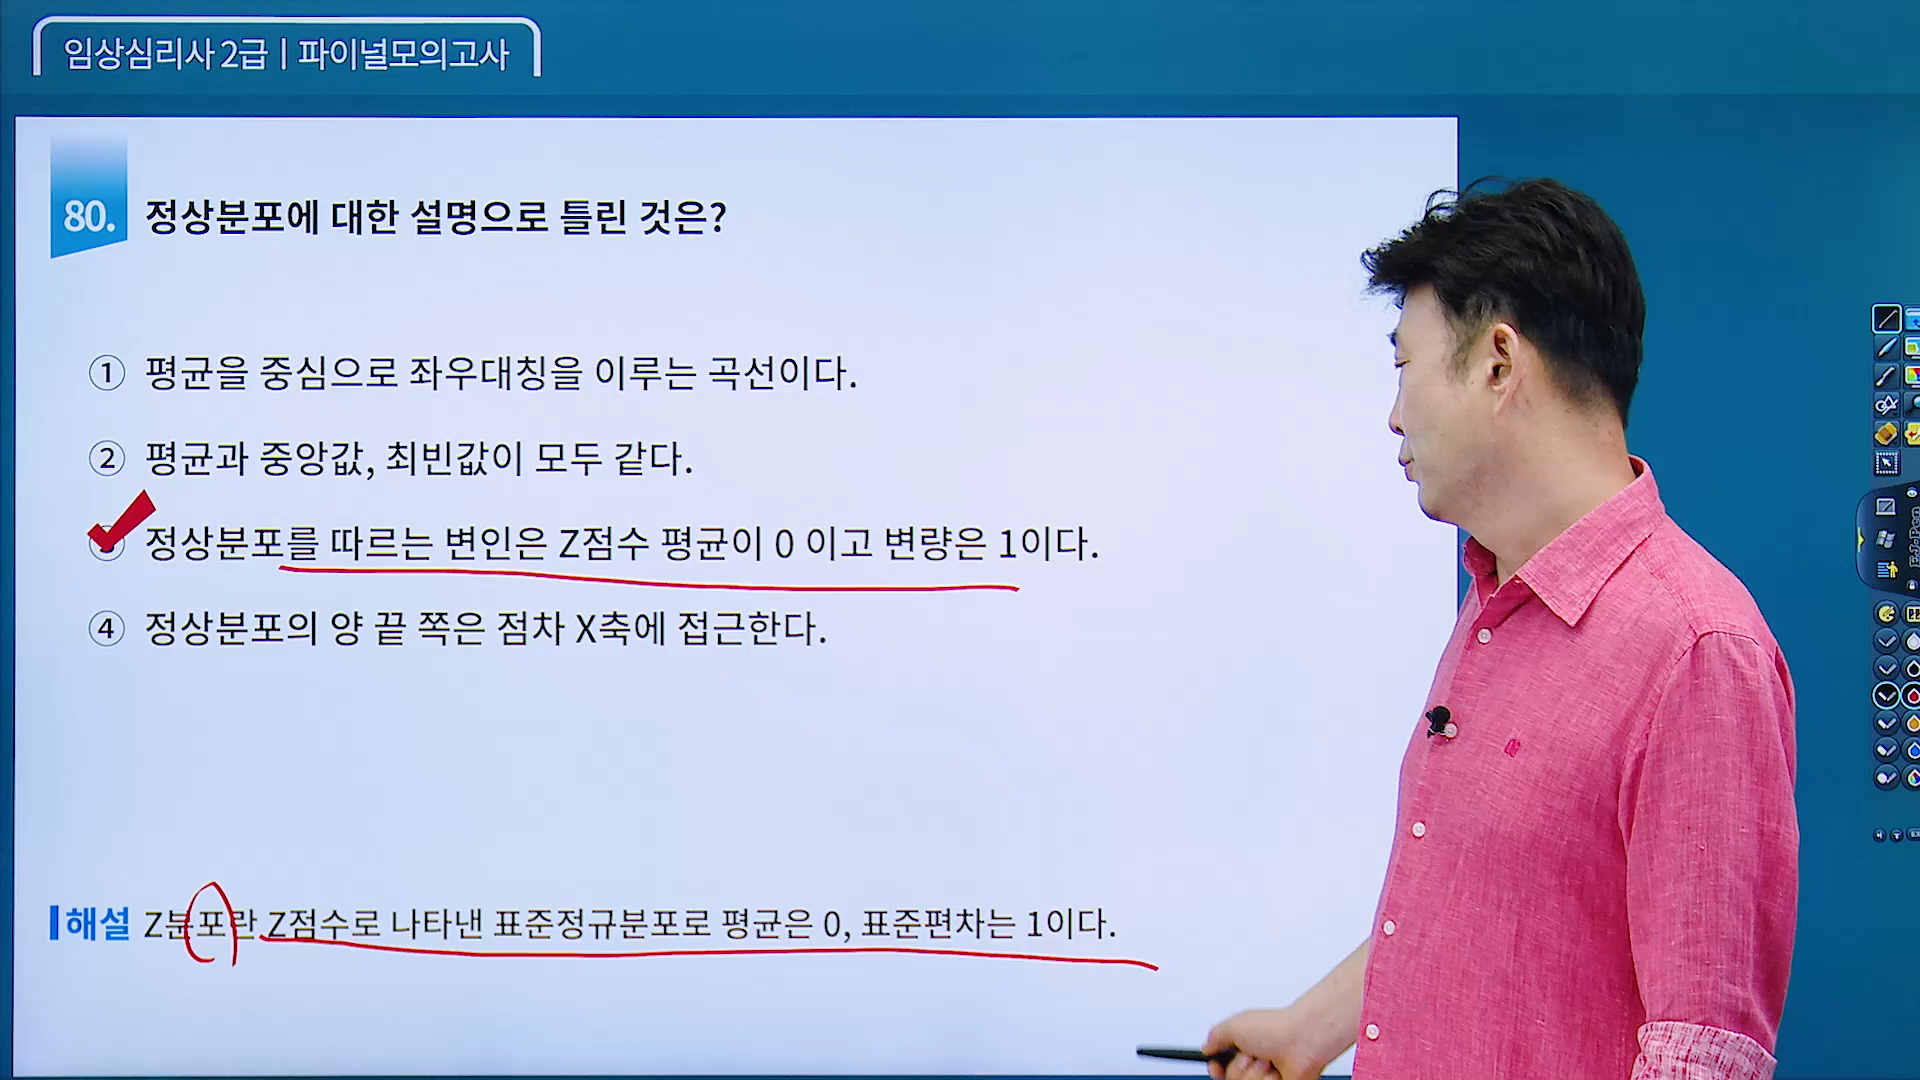 임상심리사 2급 | 파이널모의고사
80. 정상분포에 대한 설명으로 틀린 것은?
① 평균을 중심으로 좌우대칭을 이루는 곡선이다.
② 평균과 중앙값, 최빈값이 모두 같다.
③ 정상분포를 따르는 변인은 Z점수 평균이 0 이고 변량은 1이다.
④ 정상분포의 양 끝 쪽은 점차 X축에 접근한다.
해설 Z분포란 Z점수로 나타낸 표준정규분포로 평균은 0, 표준편차는 1이다.